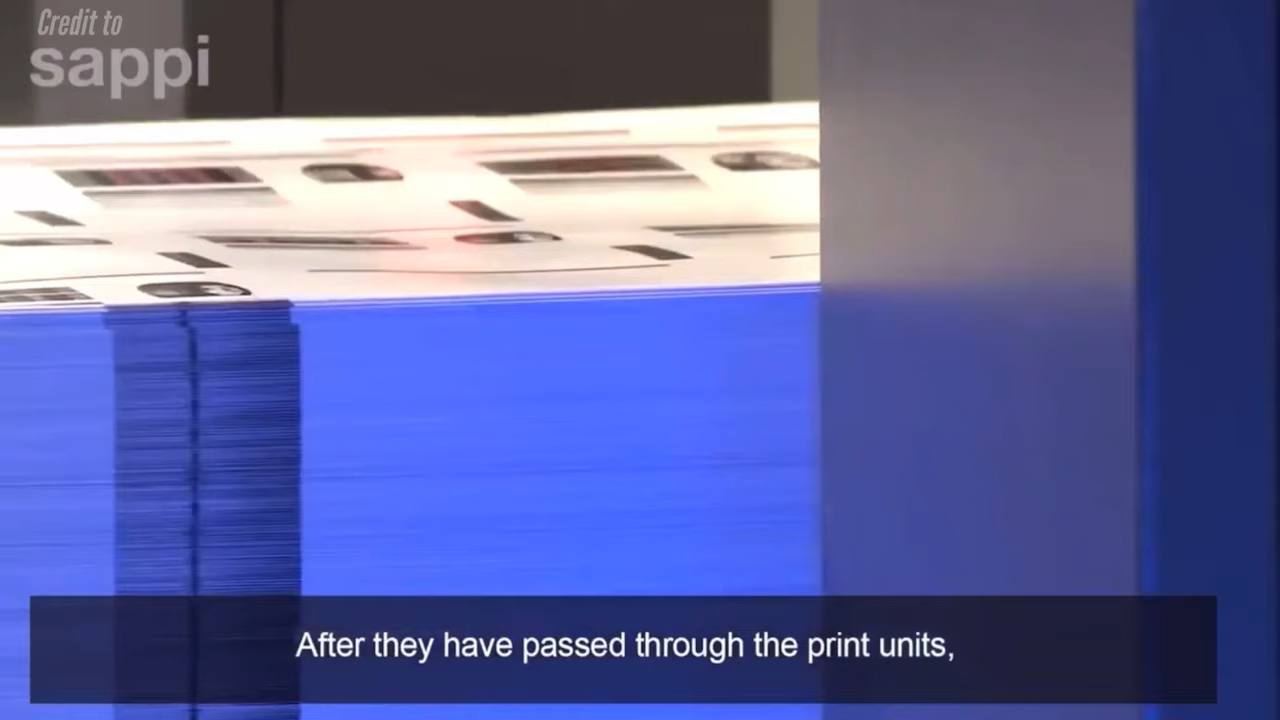 Credit to
sappi
After they have passed through the print units,